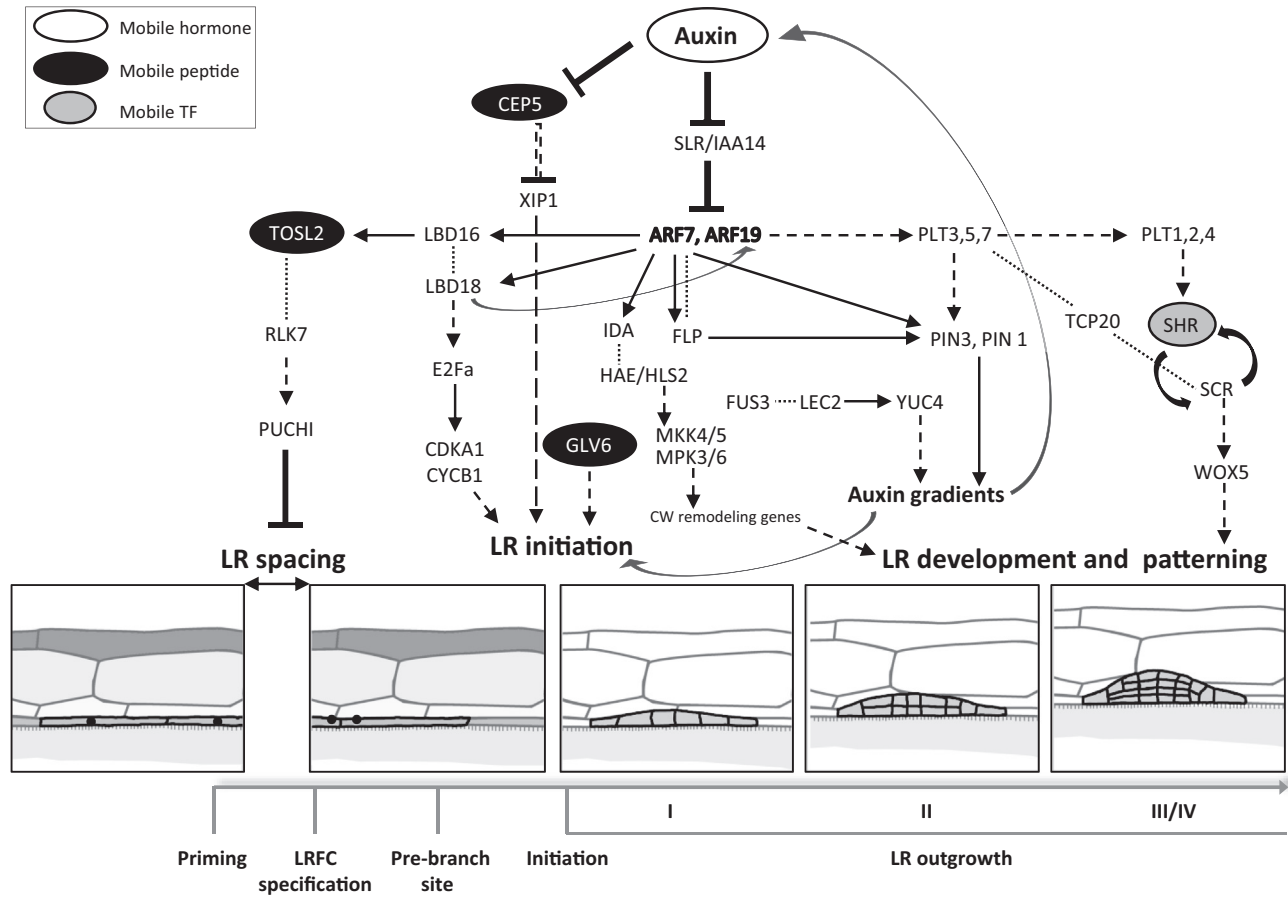 Mobile hormone
Mobile peptide
Mobile TF
Auxin
CEP5
SLR/IAA14
XIP1
TOSL2
LBD16
ARF7, ARF19
PLT3,5,7
PLT1,2,4
LBD18
IDA
FLP
PIN3, PIN 1
TCP20
SHR
RLK7
E2Fa
HAE/HLS2
SCR
FUS3
LEC2
YUC4
PUCHI
CDKA1
CYCB1
GLV6
MKK4/5
MPK3/6
WOX5
Auxin gradients
CW remodeling genes
LR spacing
LR initiation
LR development and patterning
I
II
III/IV
Priming
LRFC
specification
Pre-branch
site
Initiation
LR outgrowth